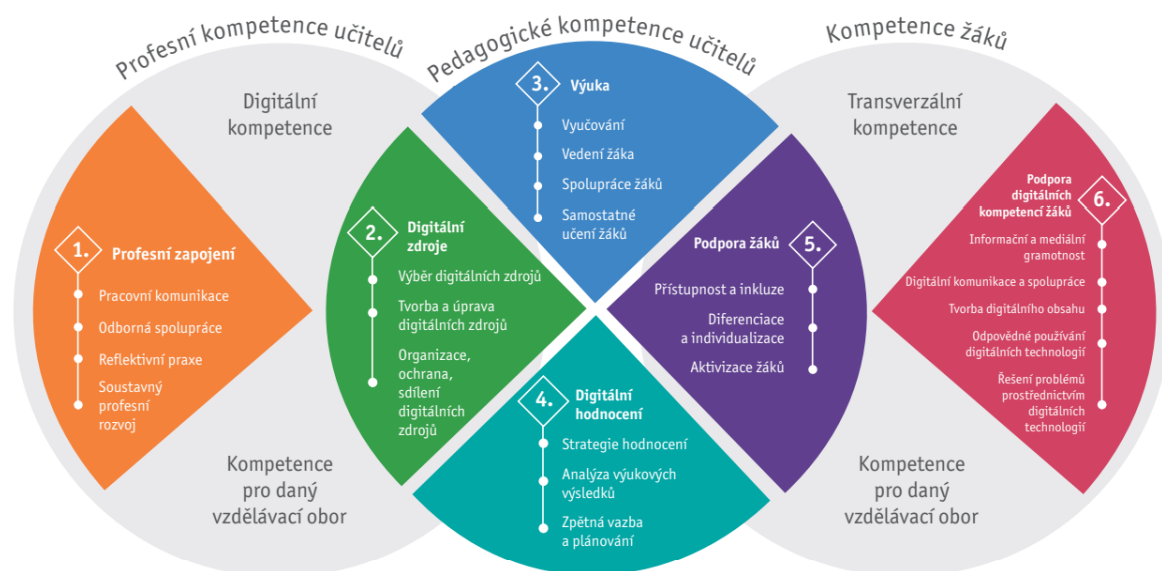 Profesní kompetence učitelů
Pedagogické kompetence učitelů
Kompetence žáků
Digitální
kompetence
Transverzální
kompetence
1.
Profesní zapojení
Pracovní komunikace
Odborná spolupráce
Reflektivní praxe
Soustavný
profesní
rozvoj
2.
Digitální
zdroje
Výběr digitálních zdrojů
Tvorba a úprava
digitálních zdrojů
Organizace,
ochrana,
sdílení
digitálních
zdrojů
3.
Výuka
Vyučování
Vedení žáka
Spolupráce žáků
Samostatné
učení žáků
4.
Digitální
hodnocení
Strategie hodnocení
Analýza výukových
výsledků
Zpětná vazba
a plánování
Podpora žáků
5.
Přístupnost a inkluze
Diferenciace
a individualizace
Aktivizace žáků
Podpora
digitálních
kompetencí žáků
6.
Informační a mediální
gramotnost
Digitální komunikace a spolupráce
Tvorba digitálního obsahu
Odpovědné používání
digitálních technologií
Řešení problémů
prostřednictvím
digitálních
technologií
Kompetence
pro daný
vzdělávací obor
Kompetence
pro daný
vzdělávací obor